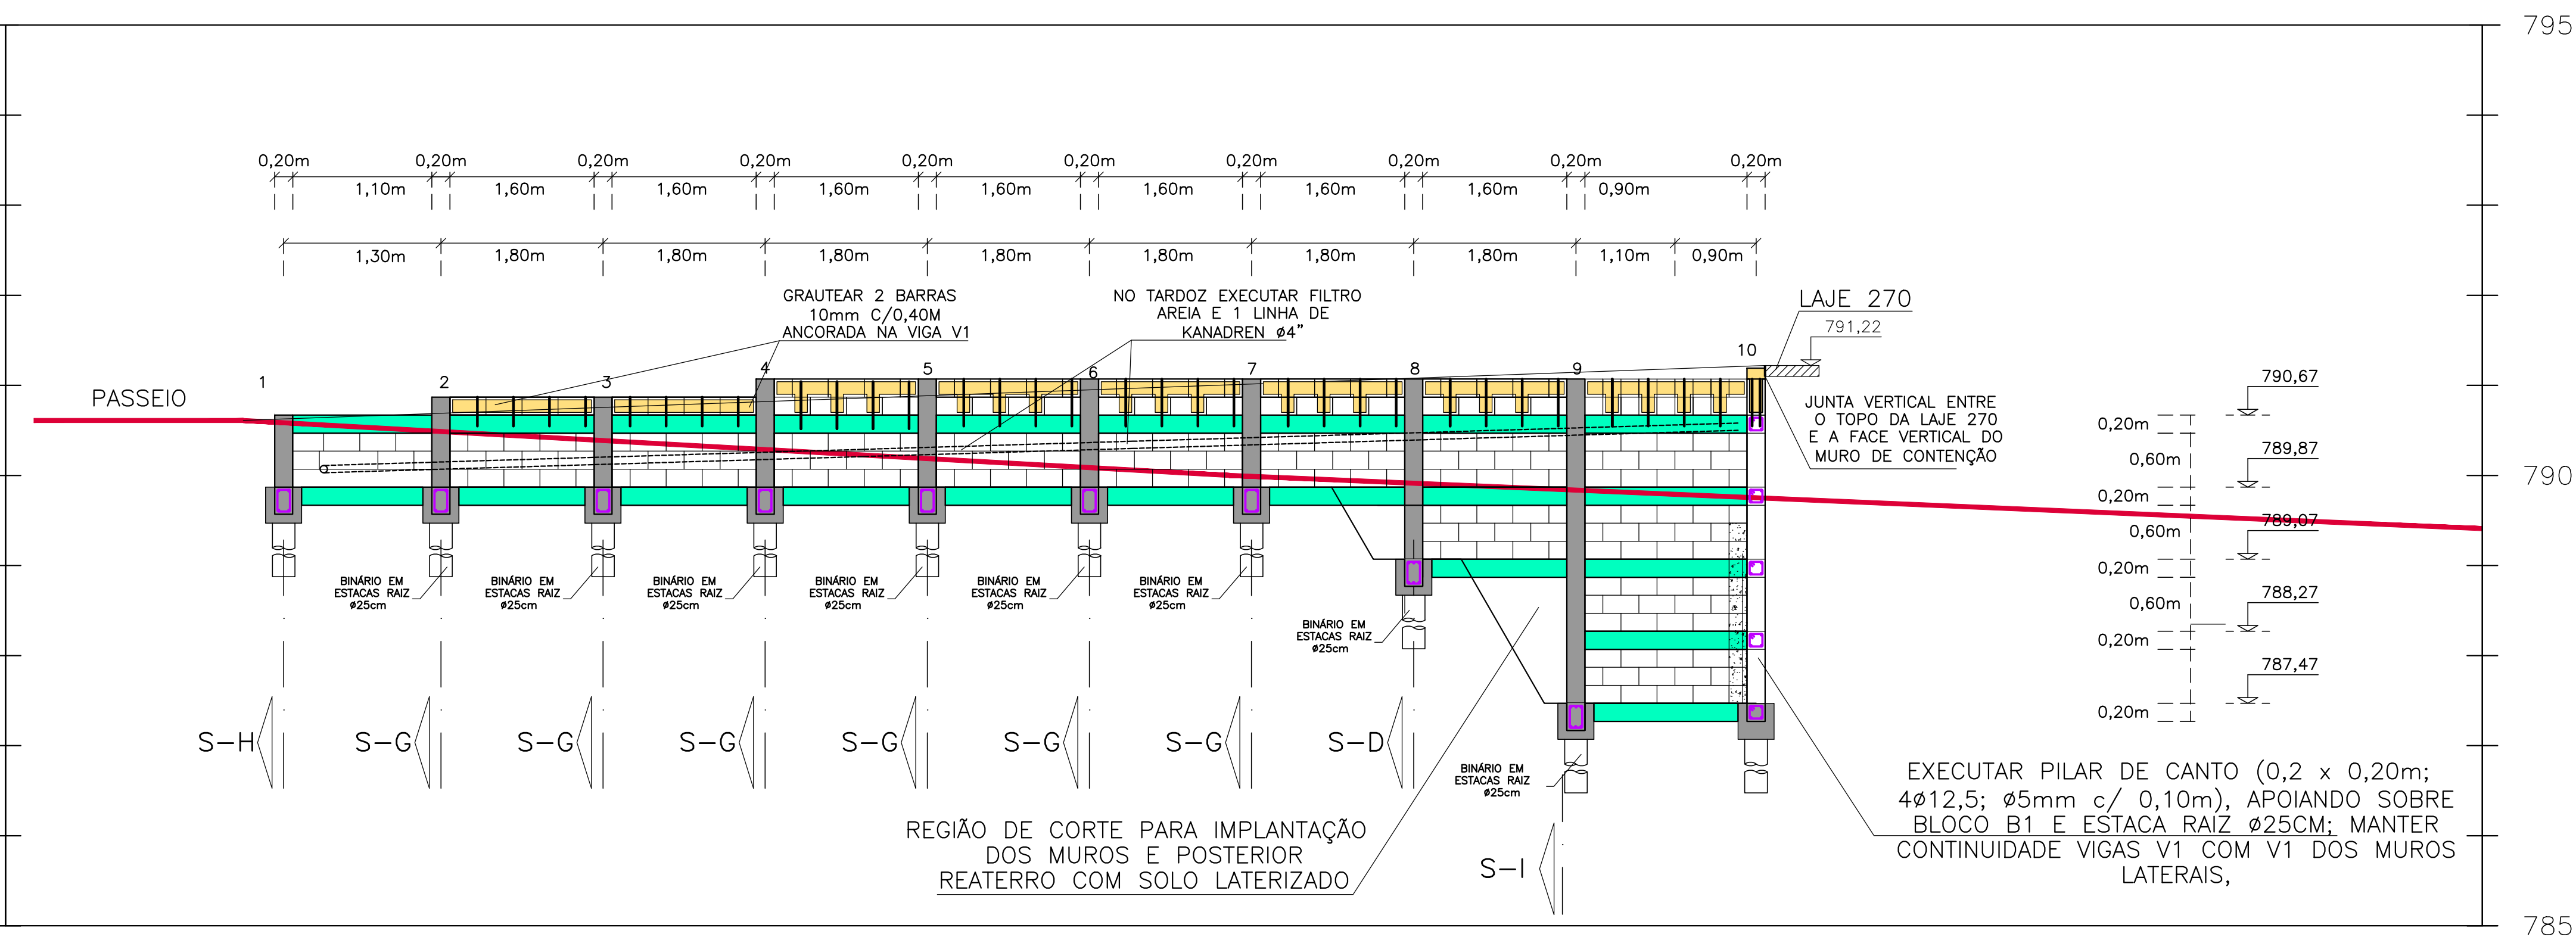 795
0,20m 0,20m 0,20m 0,20m 0,20m 0,20m 0,20m 0,20m 0,20m 0,20m
1,10m 1,60m 1,60m 1,60m 1,60m 1,60m 1,60m 1,60m 0,90m
1,30m 1,80m 1,80m 1,80m 1,80m 1,80m 1,80m 1,80m 1,10m 0,90m
GRAUTEAR 2 BARRAS
10mm C/0,40M
ANCORADA NA VIGA V1
NO TARDOZ EXECUTAR FILTRO
AREIA E 1 LINHA DE
KANADREN ø4”
LAJE 270
791,22
1 2 3 4 5 6 7 8 9 10
PASSEIO
JUNTA VERTICAL ENTRE
O TOPO DA LAJE 270
E A FACE VERTICAL DO
MURO DE CONTENÇÃO
790,67
0,20m
789,87
0,60m
790
0,20m
789,07
0,60m
0,20m
788,27
0,60m
0,20m
787,47
0,20m
BINÁRIO EM
ESTACAS RAIZ
ø25cm
BINÁRIO EM
ESTACAS RAIZ
ø25cm
BINÁRIO EM
ESTACAS RAIZ
ø25cm
BINÁRIO EM
ESTACAS RAIZ
ø25cm
BINÁRIO EM
ESTACAS RAIZ
ø25cm
BINÁRIO EM
ESTACAS RAIZ
ø25cm
BINÁRIO EM
ESTACAS RAIZ
ø25cm
BINÁRIO EM
ESTACAS RAIZ
ø25cm
S-H S-G S-G S-G S-G S-G S-G S-D
S-I
REGIÃO DE CORTE PARA IMPLANTAÇÃO
DOS MUROS E POSTERIOR
REATERRO COM SOLO LATERIZADO
EXECUTAR PILAR DE CANTO (0,2 x 0,20m;
4ø12,5; ø5mm c/ 0,10m), APOIANDO SOBRE
BLOCO B1 E ESTACA RAIZ ø25CM; MANTER
CONTINUIDADE VIGAS V1 COM V1 DOS MUROS
LATERAIS,
785